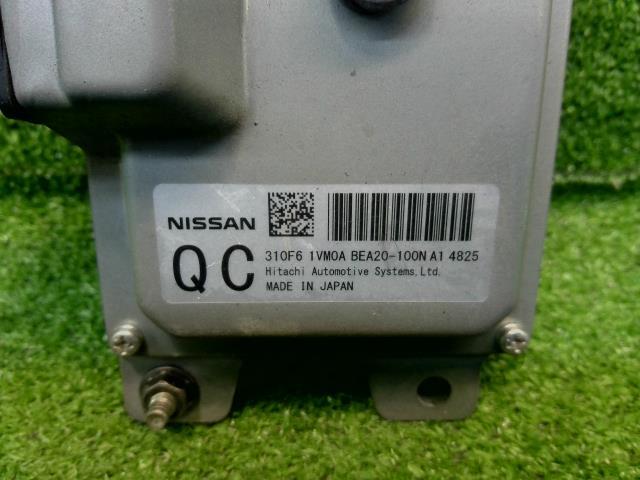 NISSAN
QC
310F6 1VM0A BEA20-100N A1 4825
Hitachi Automotive Systems,Ltd.
MADE IN JAPAN